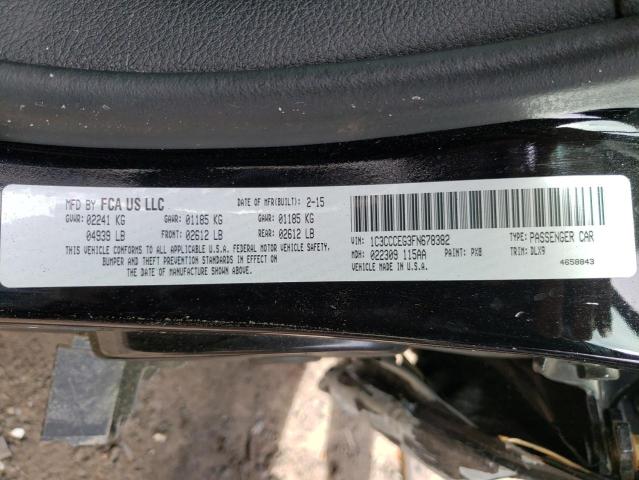 MFD BY FCA US LLC DATE OF MFR(BUILT): 2-15
GVWR: 02241 KG GAWR: 01185 KG GAWR: 01185 KG
04939 LB FRONT: 02612 LB REAR: 02612 LB
THIS VEHICLE CONFORMS TO ALL APPLICABLE U.S.A. FEDERAL MOTOR VEHICLE SAFETY,
BUMPER AND THEFT PREVENTION STANDARDS IN EFFECT ON
THE DATE OF MANUFACTURE SHOWN ABOVE.
VIN: 1C3CCCEG3FN678382 TYPE: PASSENGER CAR
MDH: 022309 115AA PAINT: PX8 TRIM: DLX9
VEHICLE MADE IN U.S.A. 4658843